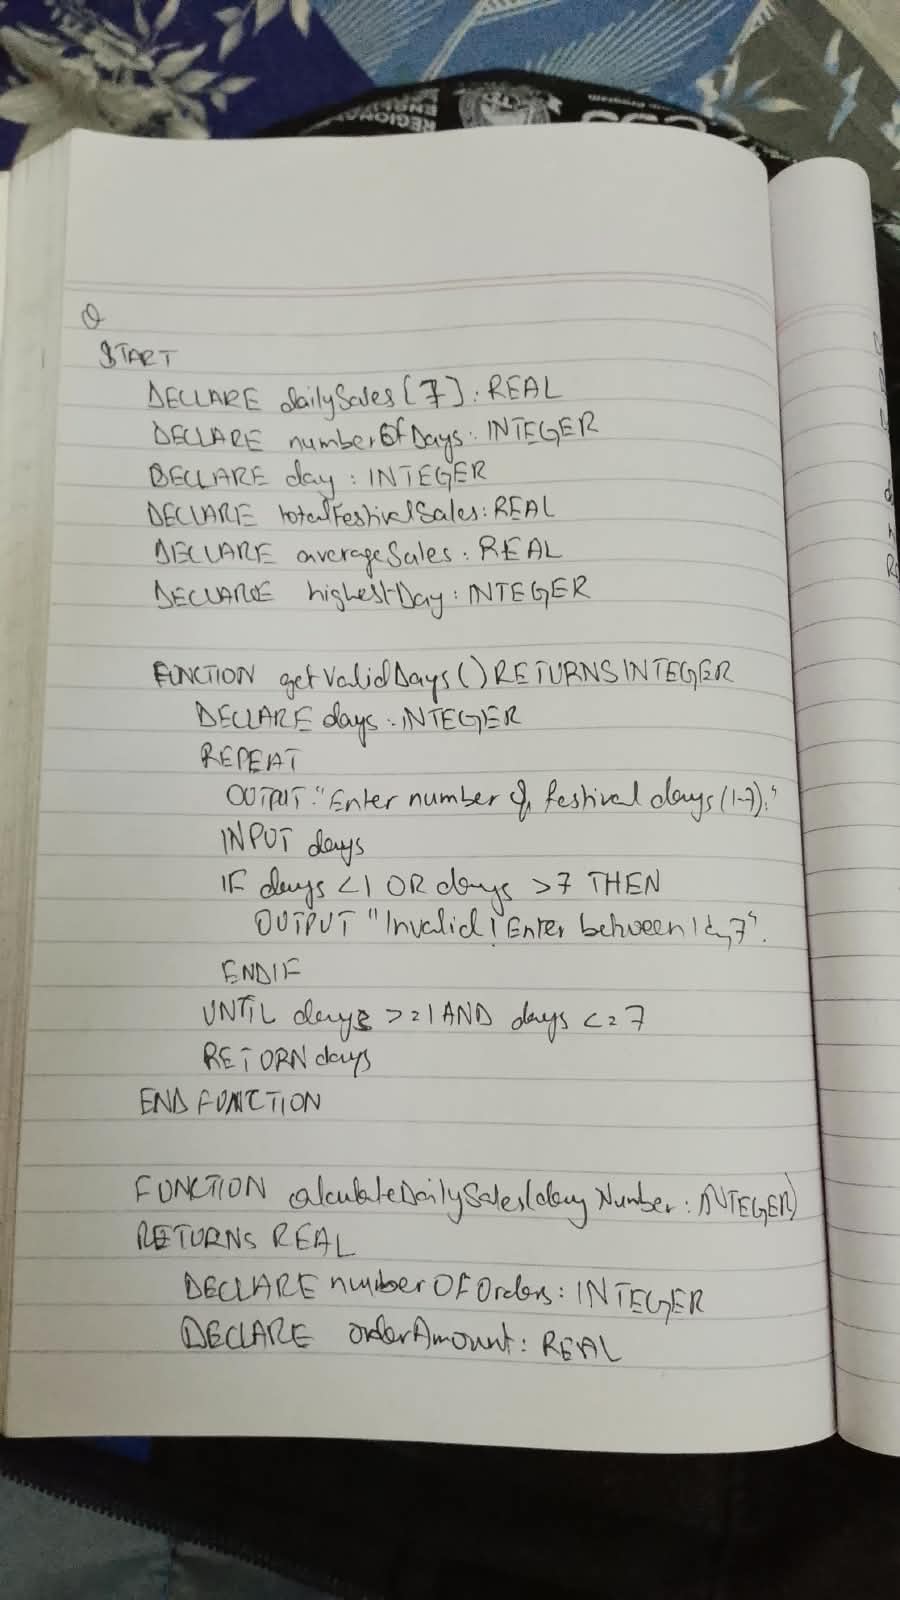 Q
START
DECLARE dailySales[7]: REAL
DECLARE numberOfDays: INTEGER
DECLARE day: INTEGER
DECLARE totalFestivalSales: REAL
DECLARE averageSales: REAL
DECLARE highestDay: INTEGER
FUNCTION getValidDays() RETURNS INTEGER
DECLARE days: INTEGER
REPEAT
OUTPUT: "Enter number of festival days (1-7):"
INPUT days
IF days <1 OR days >7 THEN
OUTPUT "Invalid! Enter between 1 & 7".
ENDIF
UNTIL days >=1 AND days <=7
RETURN days
END FUNCTION
FUNCTION calculateDailySales(dayNumber: INTEGER)
RETURNS REAL
DECLARE numberOfOrders: INTEGER
DECLARE orderAmount: REAL